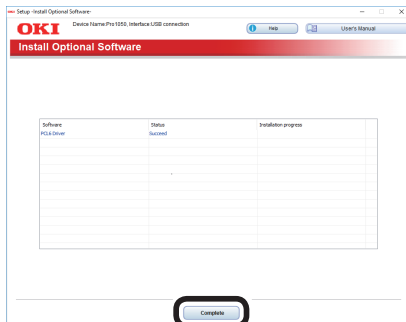 OKI Setup -Install Optional Software-
OKI Device Name:Pro1050, Interface:USB connection
Help
User's Manual
Install Optional Software
Software Status Installation progress
PCL6 Driver Succeed
Complete